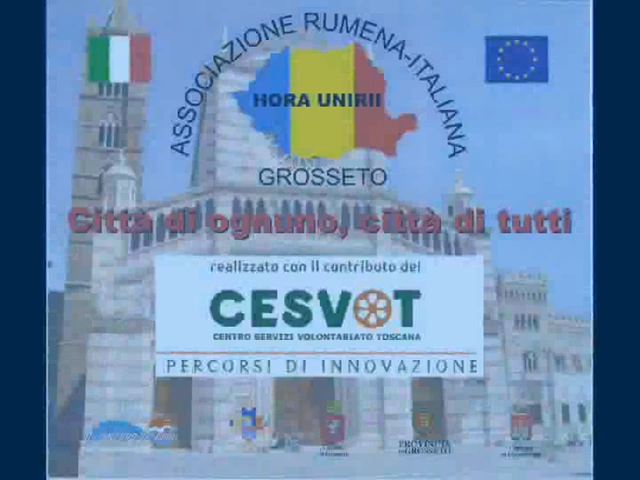 ASSOCIAZIONE RUMENA-ITALIANA
HORA UNIRII
GROSSETO
Città di ognuno, città di tutti
realizzato con il contributo del
CESVOT
CENTRO SERVIZI VOLONTARIATO TOSCANA
PERCORSI DI INNOVAZIONE
PROVINCIA
DI GROSSETO